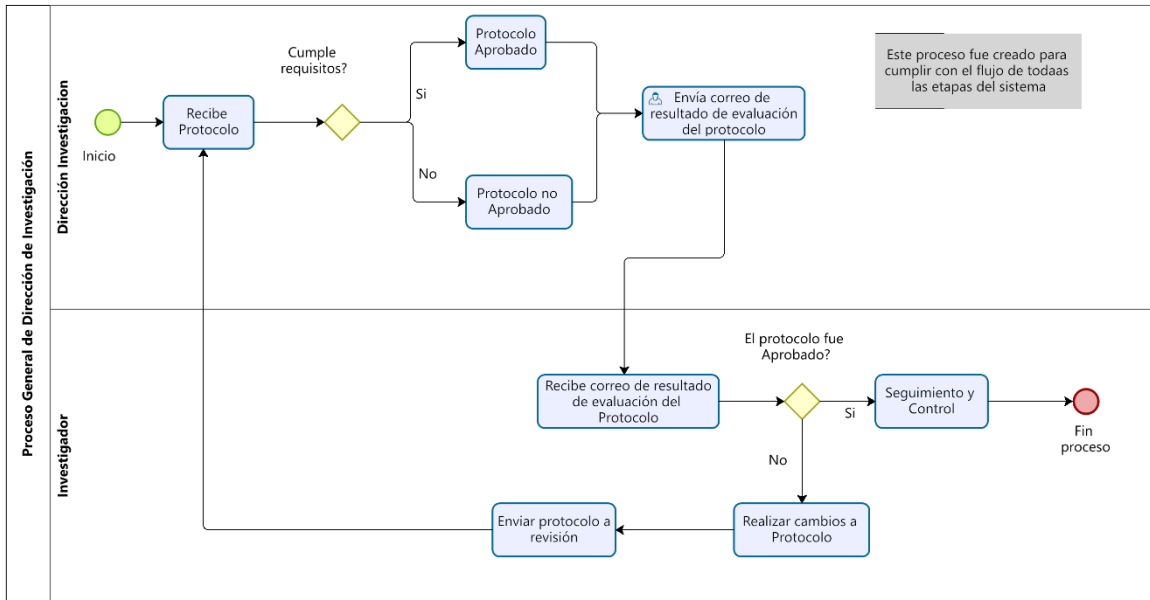 Proceso General de Dirección de Investigación
Dirección Investigacion
Inicio
Recibe
Protocolo
Cumple
requisitos?
Si
No
Protocolo
Aprobado
Protocolo no
Aprobado
Envía correo de
resultado de evaluación
del protocolo
Este proceso fue creado para
cumplir con el flujo de todaas
las etapas del sistema
Investigador
Recibe correo de resultado
de evaluación del
Protocolo
El protocolo fue
Aprobado?
Si
No
Seguimiento y
Control
Fin
proceso
Realizar cambios a
Protocolo
Enviar protocolo a
revisión